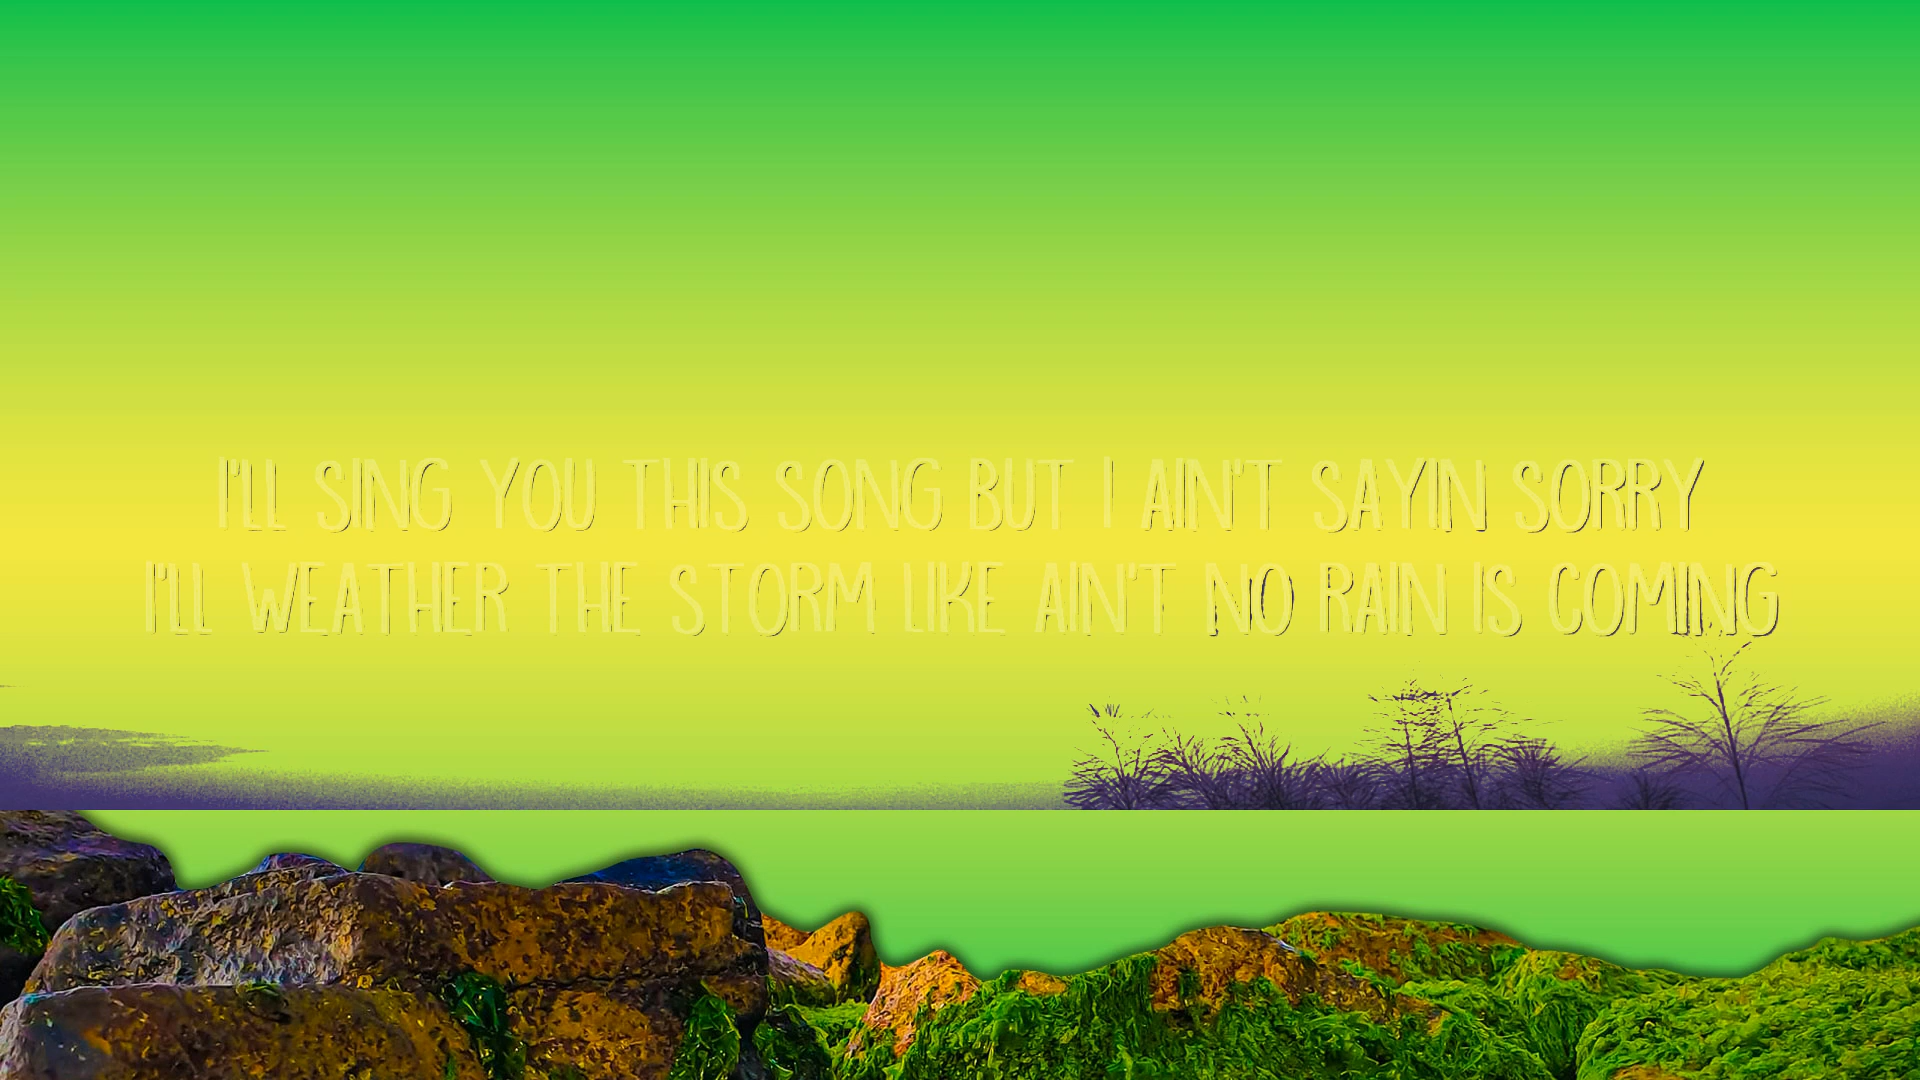 I'LL SING YOU THIS SONG BUT I AIN'T SAYIN SORRY
I'LL WEATHER THE STORM LIKE AIN'T NO RAIN IS COMING